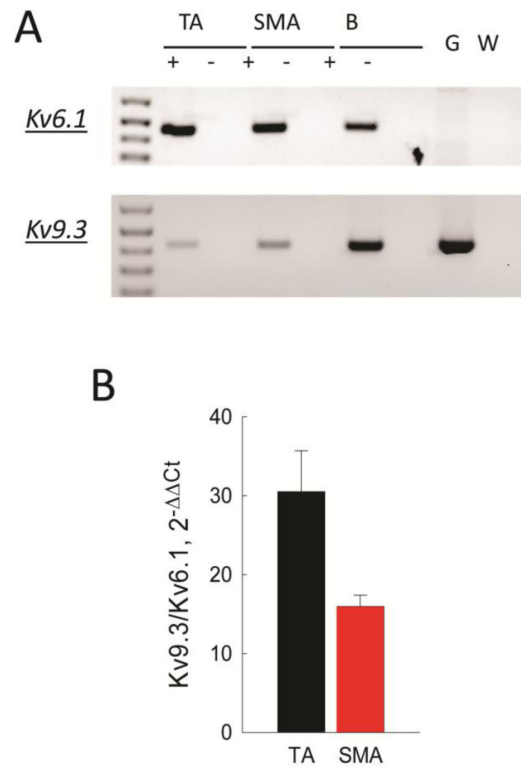 A
TA SMA B G W
+ - + - + -
Kv6.1
Kv9.3
B
Kv9.3/Kv6.1, 2-ΔΔCt
40
30
20
10
0
TA SMA